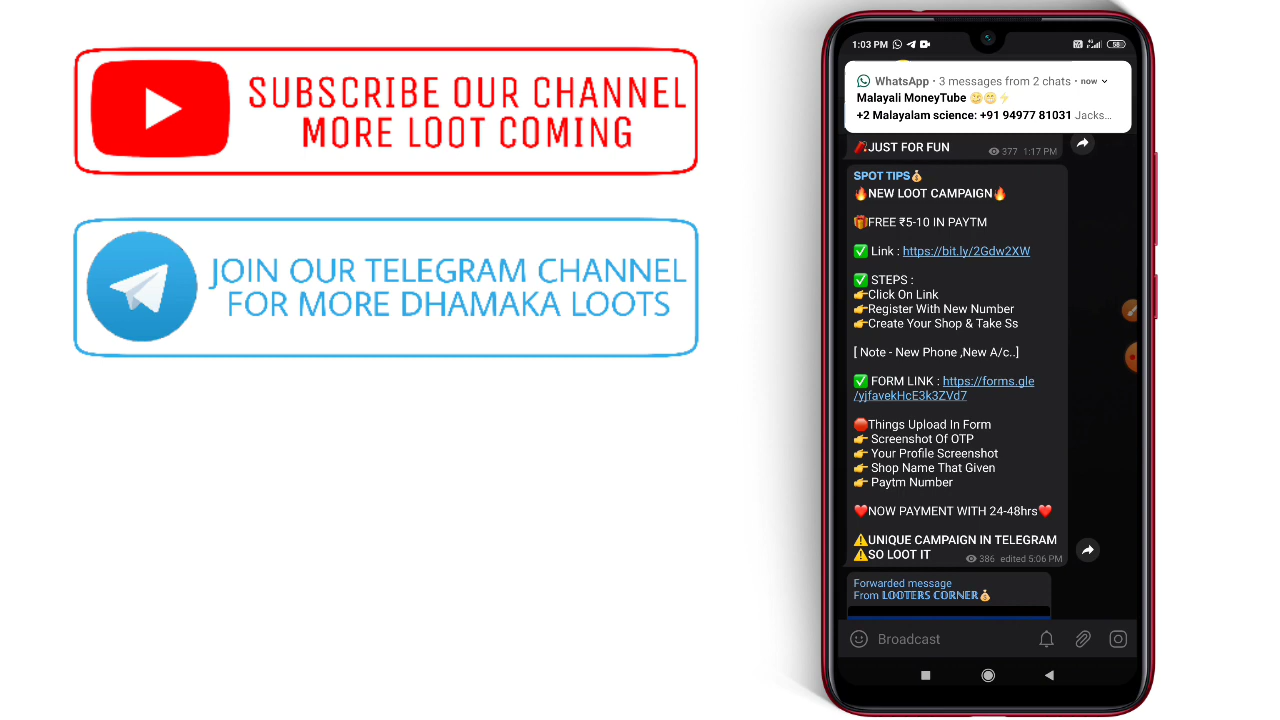 SUBSCRIBE OUR CHANNEL
MORE LOOT COMING
JOIN OUR TELEGRAM CHANNEL
FOR MORE DHAMAKA LOOTS
1:03 PM
58
WhatsApp • 3 messages from 2 chats • now
Malayali MoneyTube 🤪😁⚡
+2 Malayalam science: +91 94977 81031 Jacks...
🧨JUST FOR FUN
377 1:17 PM
SPOT TIPS💰
🔥NEW LOOT CAMPAIGN🔥
🎁FREE ₹5-10 IN PAYTM
✅ Link : https://bit.ly/2Gdw2XW
✅ STEPS :
👉Click On Link
👉Register With New Number
👉Create Your Shop & Take Ss
[ Note - New Phone ,New A/c..]
✅ FORM LINK : https://forms.gle
/yjfavekHcE3k3ZVd7
🛑Things Upload In Form
👉 Screenshot Of OTP
👉 Your Profile Screenshot
👉 Shop Name That Given
👉 Paytm Number
❤️NOW PAYMENT WITH 24-48hrs❤️
⚠️UNIQUE CAMPAIGN IN TELEGRAM
⚠️SO LOOT IT
386 edited 5:06 PM
Forwarded message
From 𝕃𝕆𝕆𝕋𝔼ℝ𝕊 ℂ𝕆ℝℕ𝔼ℝ💰
Broadcast